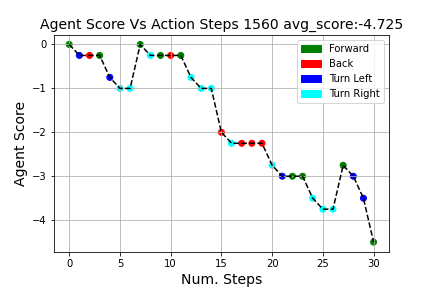 Agent Score Vs Action Steps 1560 avg_score:-4.725
Agent Score
0
−1
−2
−3
−4
Forward
Back
Turn Left
Turn Right
0 5 10 15 20 25 30
Num. Steps